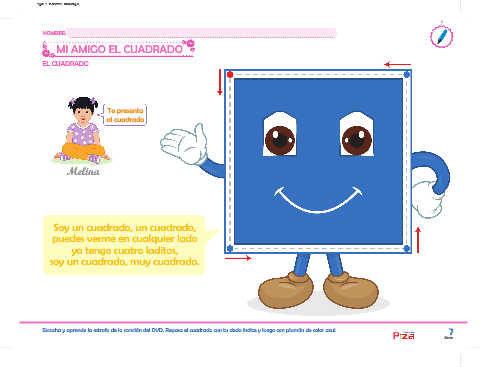 NOMBRE:
MI AMIGO EL CUADRADO
EL CUADRADO
Te presento
al cuadrado
Melina
Soy un cuadrado, un cuadrado,
puedes verme en cualquier lado
yo tengo cuatro laditos,
soy un cuadrado, muy cuadrado.
Escucha y aprende la estrofa de la canción del DVD. Repasa el cuadrado con tu dedo índice y luego con plumón de color azul.
7